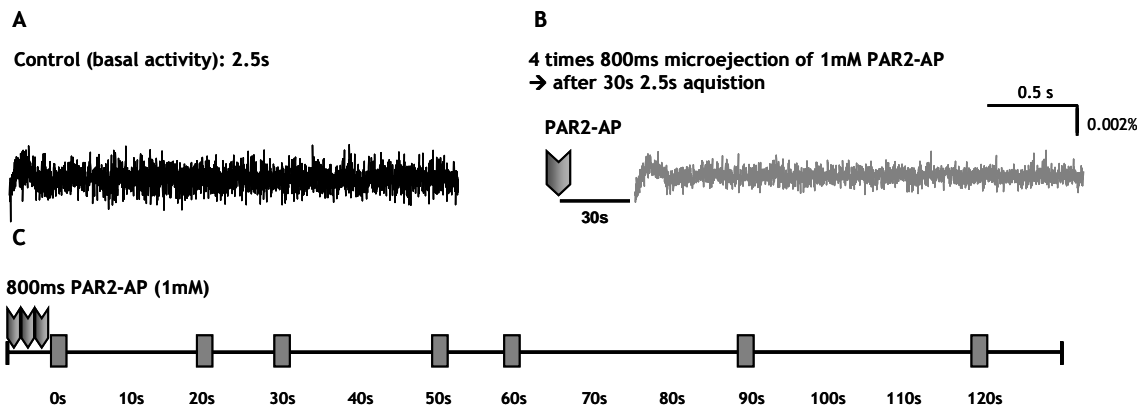 A
Control (basal activity): 2.5s
B
4 times 800ms microejection of 1mM PAR2-AP
→ after 30s 2.5s aquistion
0.5 s
0.002%
PAR2-AP
30s
C
800ms PAR2-AP (1mM)
0s 10s 20s 30s 40s 50s 60s 70s 80s 90s 100s 110s 120s